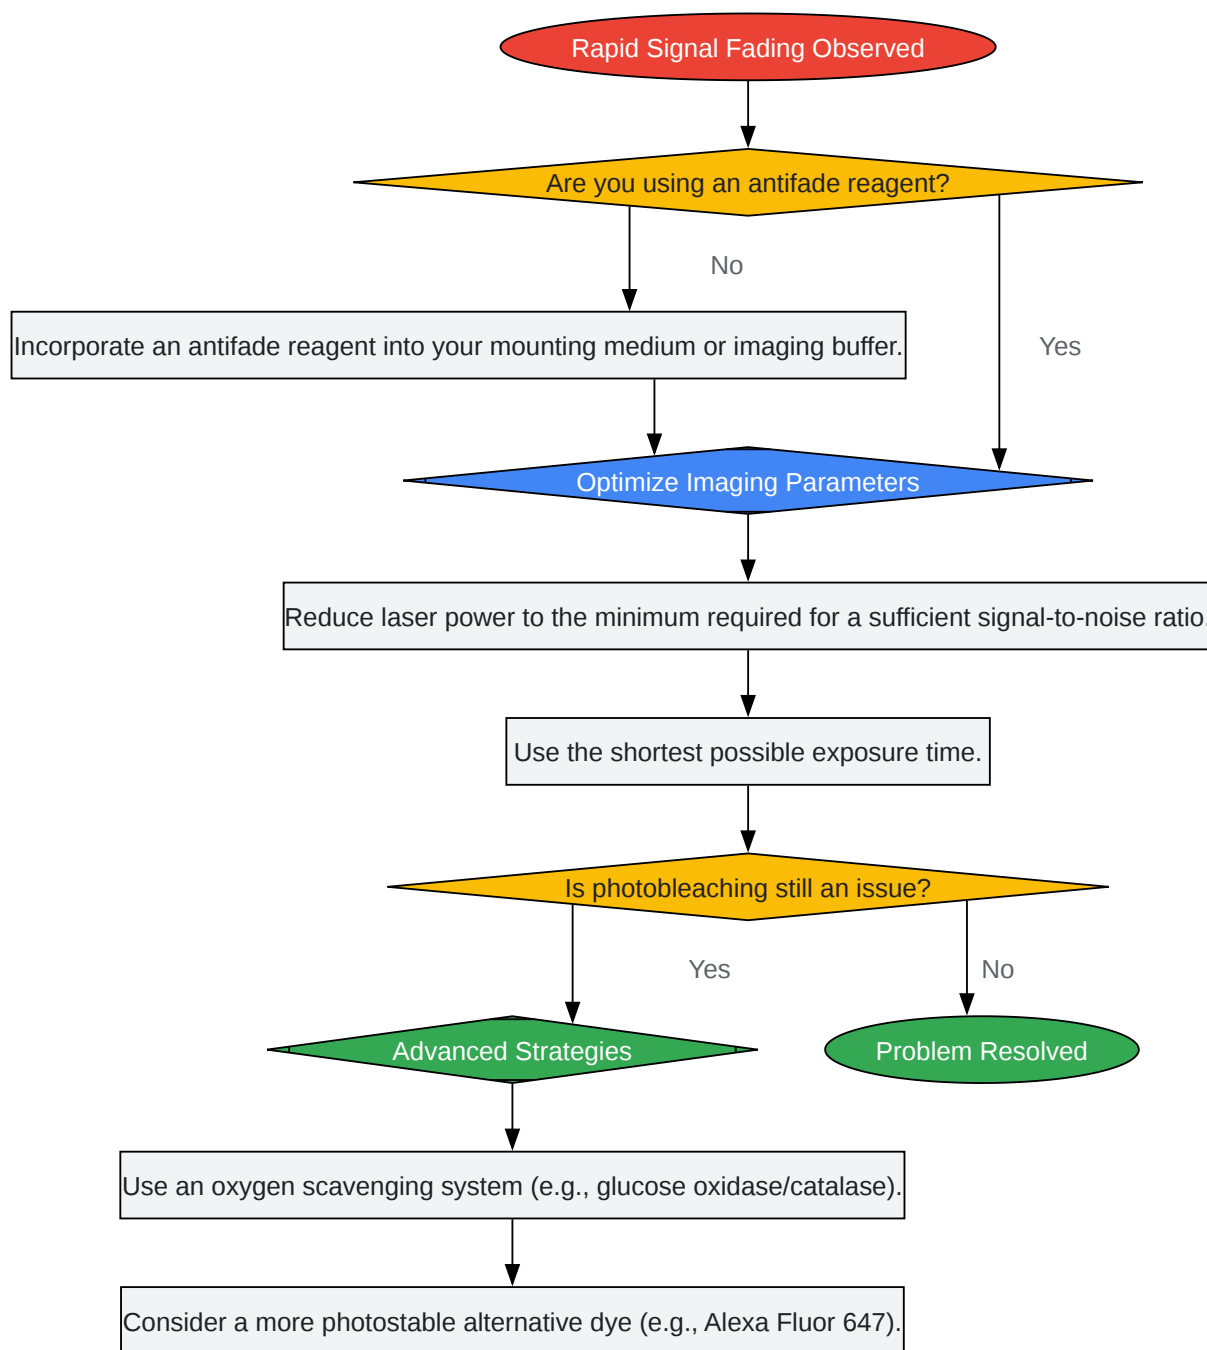 Rapid Signal Fading Observed
Are you using an antifade reagent?
No
Incorporate an antifade reagent into your mounting medium or imaging buffer.
Yes
Optimize Imaging Parameters
Reduce laser power to the minimum required for a sufficient signal-to-noise ratio.
Use the shortest possible exposure time.
Is photobleaching still an issue?
Yes
No
Advanced Strategies
Problem Resolved
Use an oxygen scavenging system (e.g., glucose oxidase/catalase).
Consider a more photostable alternative dye (e.g., Alexa Fluor 647).